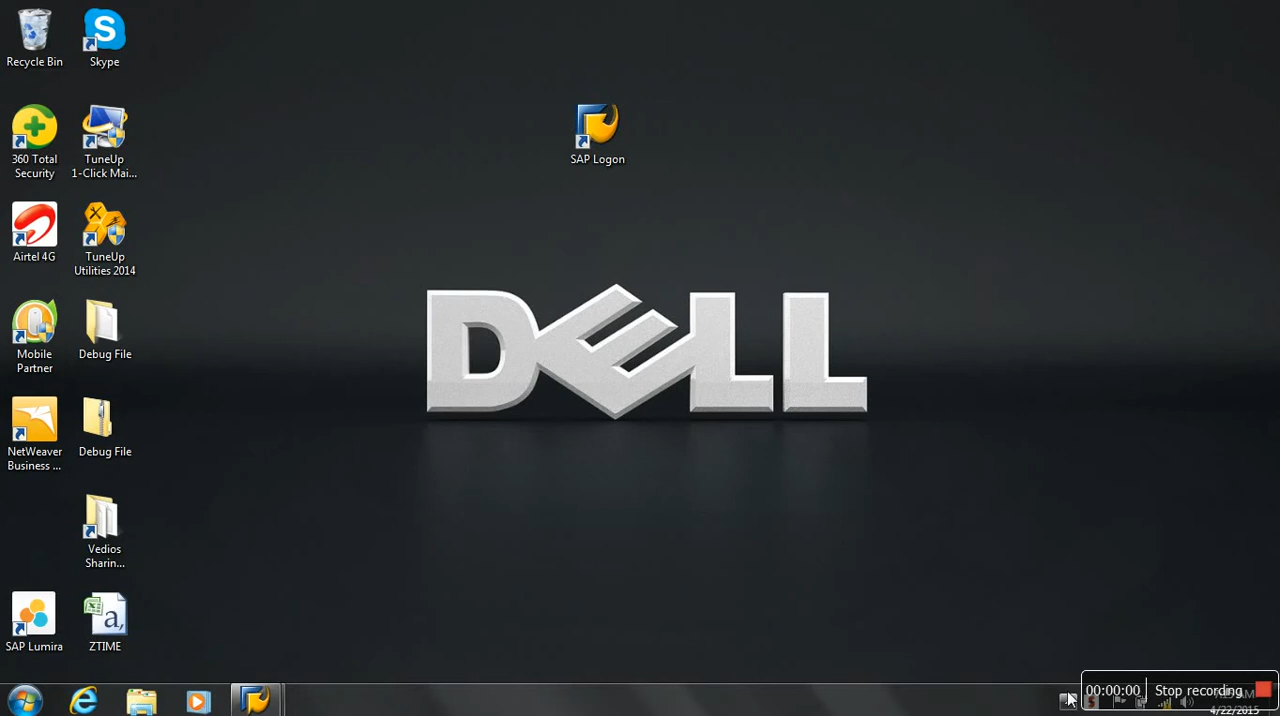 Recycle Bin
Skype
SAP Logon
360 Total
Security
TuneUp
1-Click Mai...
Airtel 4G
TuneUp
Utilities 2014
DELL
Mobile
Partner
Debug File
NetWeaver
Business ...
Debug File
Vedios
Sharin...
SAP Lumira
a,
ZTIME
00:00:00
Stop recording
4/22/2015